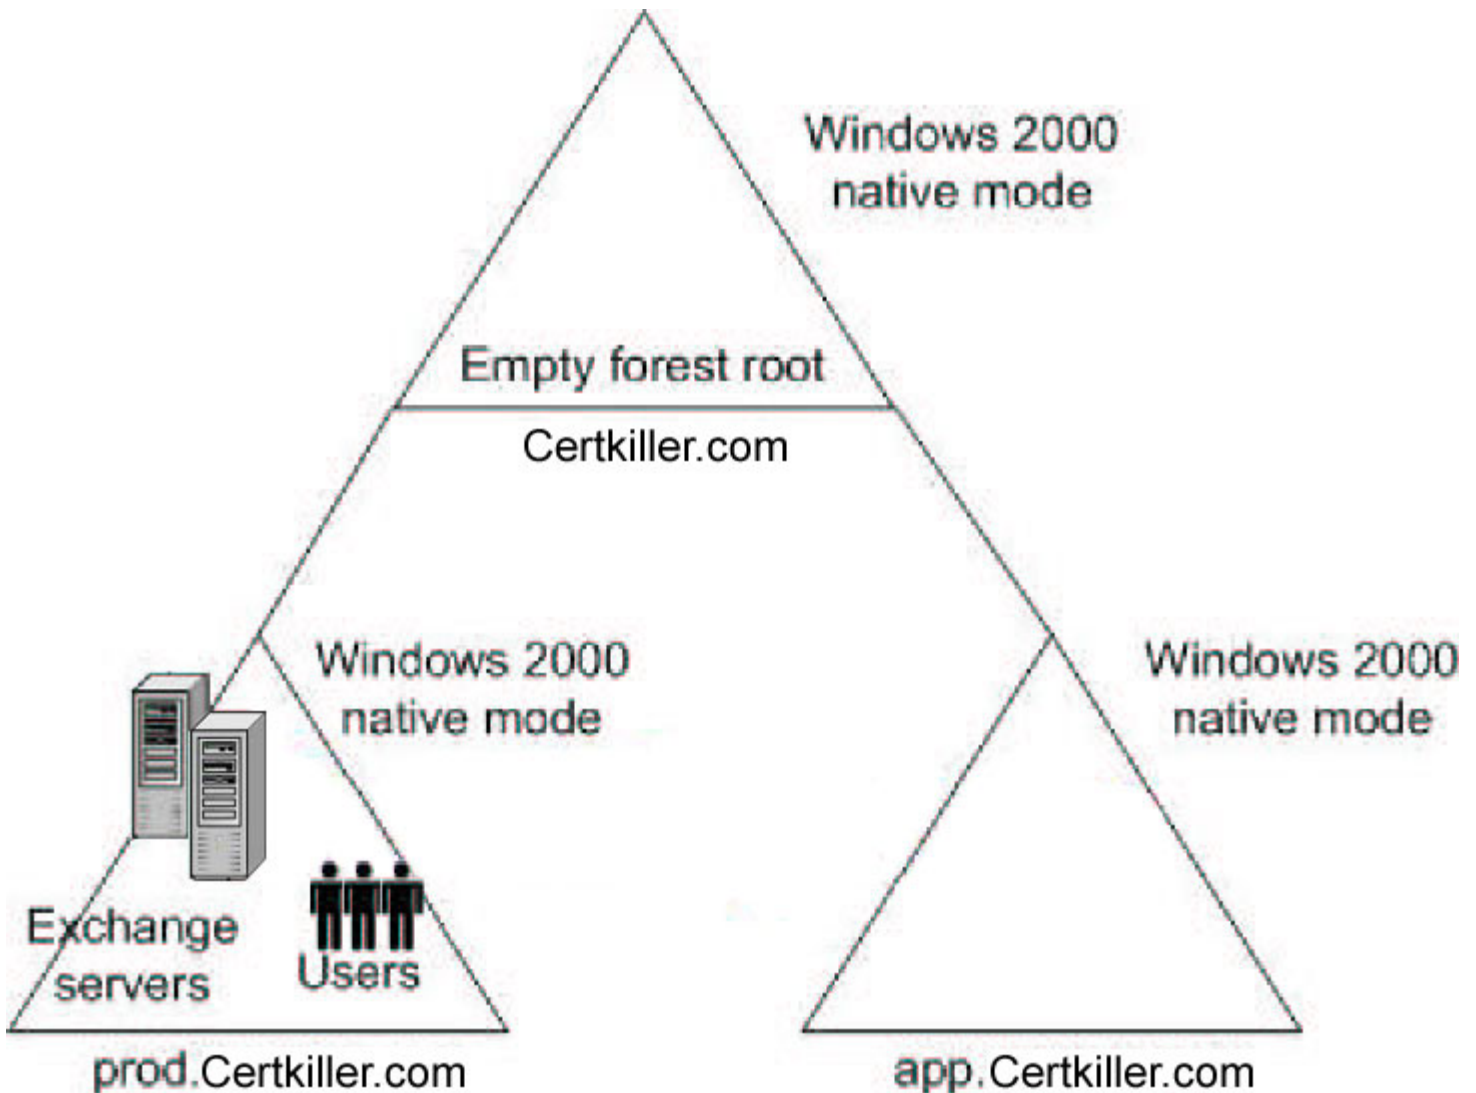 Windows 2000
native mode
Empty forest root
Certkiller.com
Windows 2000
native mode
Windows 2000
native mode
Exchange
servers
Users
prod.Certkiller.com
app.Certkiller.com